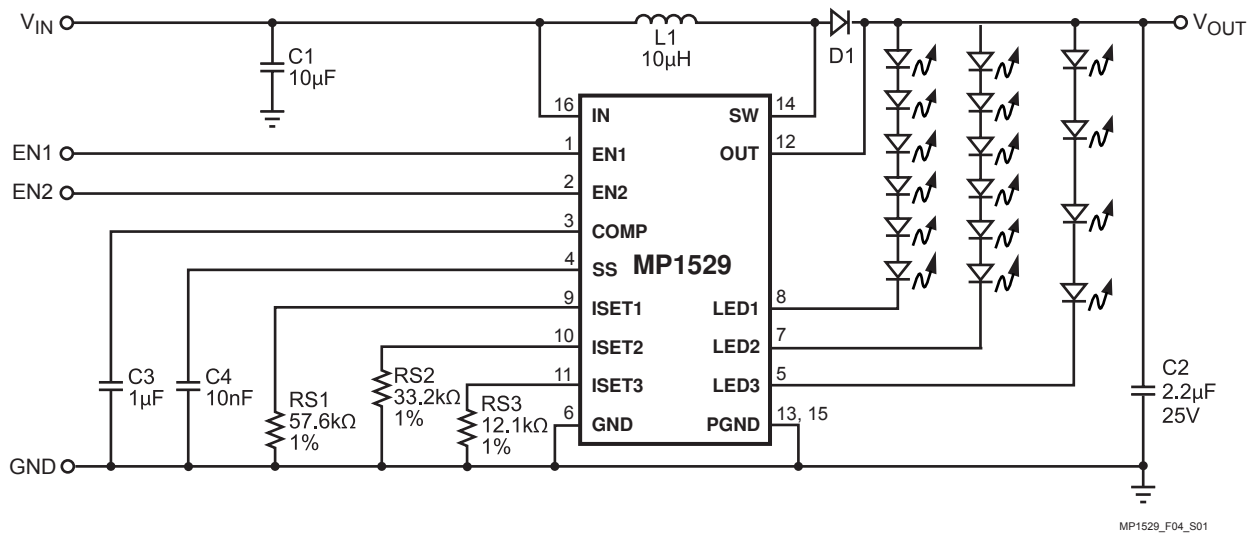 VIN
VOUT
L1
10µH
D1
C1
10µF
16
IN
SW
14
EN1
1
EN1
OUT
12
EN2
2
EN2
3
COMP
MP1529
4
SS
9
ISET1
LED1
8
10
ISET2
LED2
7
11
ISET3
LED3
5
6
GND
PGND
13, 15
C3
1µF
C4
10nF
RS1
57.6kΩ
1%
RS2
33.2kΩ
1%
RS3
12.1kΩ
1%
C2
2.2µF
25V
GND
MP1529_F04_S01